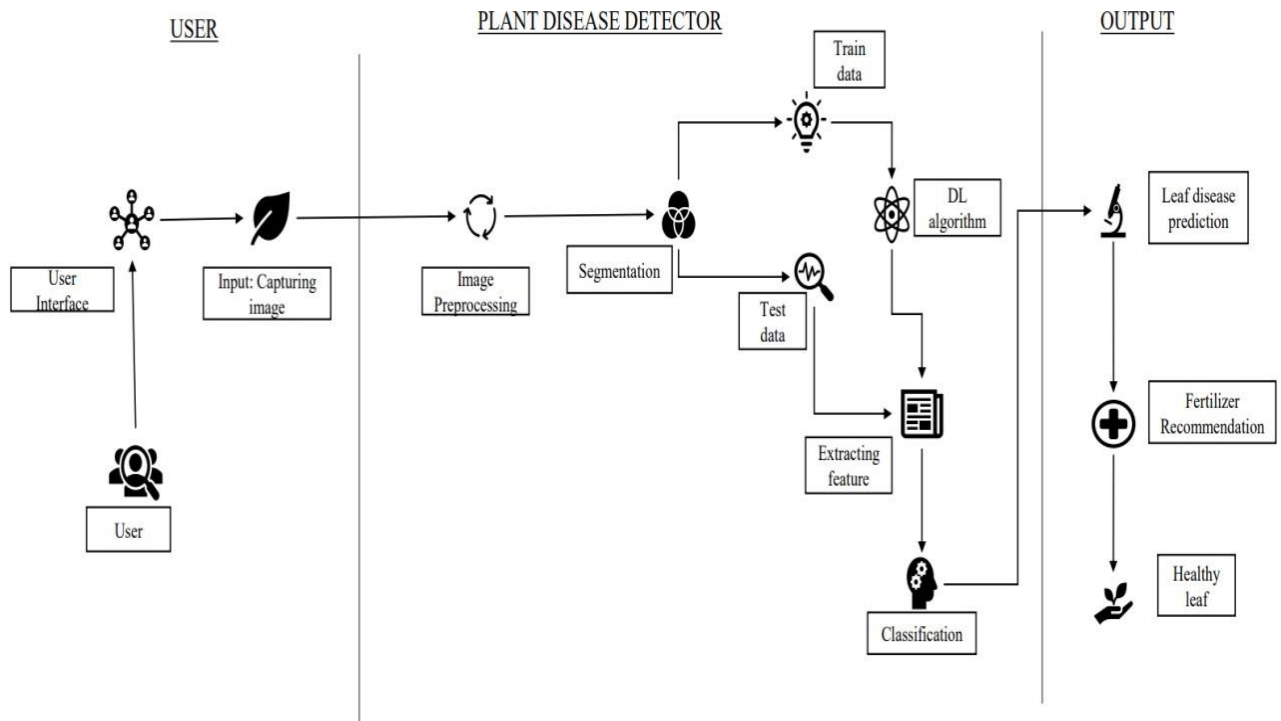 USER
PLANT DISEASE DETECTOR
OUTPUT
Train
data
User
Interface
Input: Capturing
image
Image
Preprocessing
Segmentation
Test
data
DL
algorithm
Leaf disease
prediction
Extracting
feature
Fertilizer
Recommendation
User
Classification
Healthy
leaf